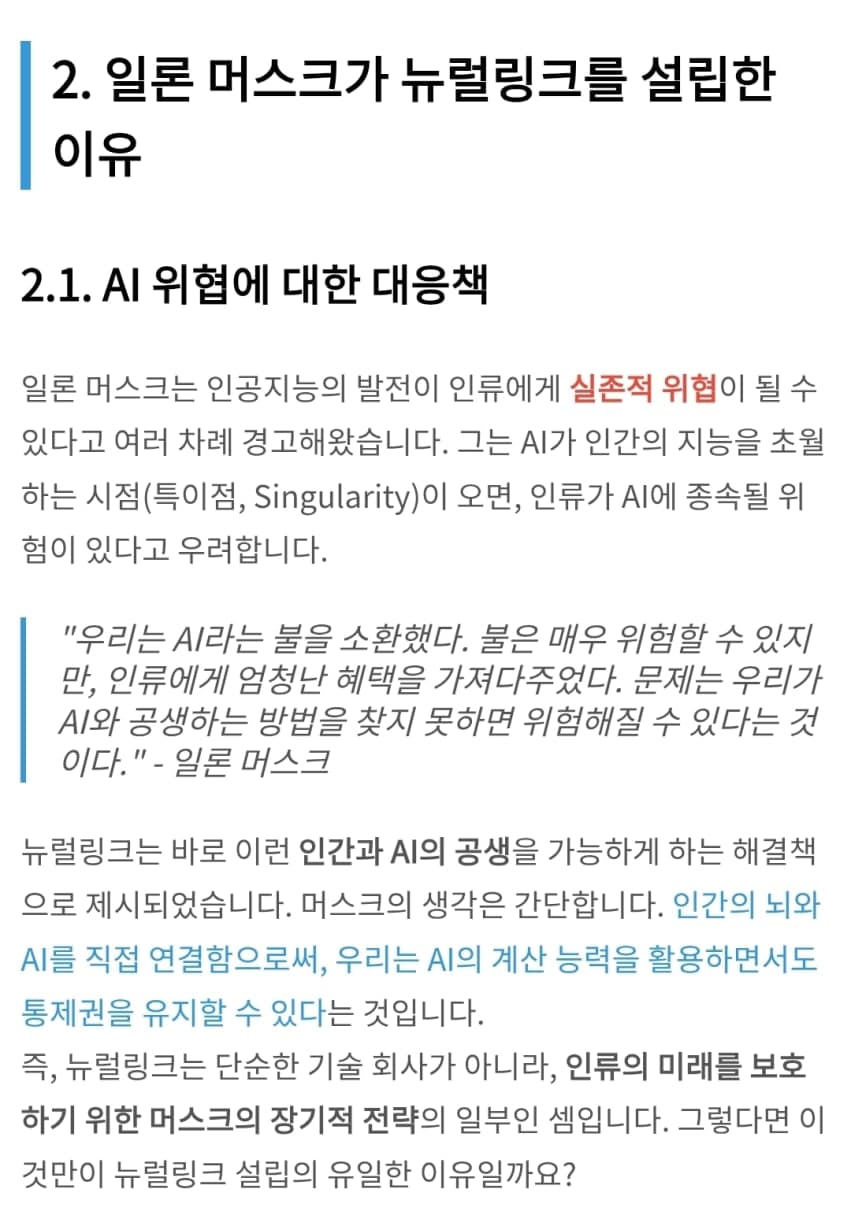 2. 일론 머스크가 뉴럴링크를 설립한
이유
2.1. AI 위협에 대한 대응책
일론 머스크는 인공지능의 발전이 인류에게 실존적 위협이 될 수
있다고 여러 차례 경고해왔습니다. 그는 AI가 인간의 지능을 초월
하는 시점(특이점, Singularity)이 오면, 인류가 AI에 종속될 위
험이 있다고 우려합니다.
"우리는 AI라는 불을 소환했다. 불은 매우 위험할 수 있지
만, 인류에게 엄청난 혜택을 가져다주었다. 문제는 우리가
AI와 공생하는 방법을 찾지 못하면 위험해질 수 있다는 것
이다." - 일론 머스크
뉴럴링크는 바로 이런 인간과 AI의 공생을 가능하게 하는 해결책
으로 제시되었습니다. 머스크의 생각은 간단합니다. 인간의 뇌와
AI를 직접 연결함으로써, 우리는 AI의 계산 능력을 활용하면서도
통제권을 유지할 수 있다는 것입니다.
즉, 뉴럴링크는 단순한 기술 회사가 아니라, 인류의 미래를 보호
하기 위한 머스크의 장기적 전략의 일부인 셈입니다. 그렇다면 이
것만이 뉴럴링크 설립의 유일한 이유일까요?